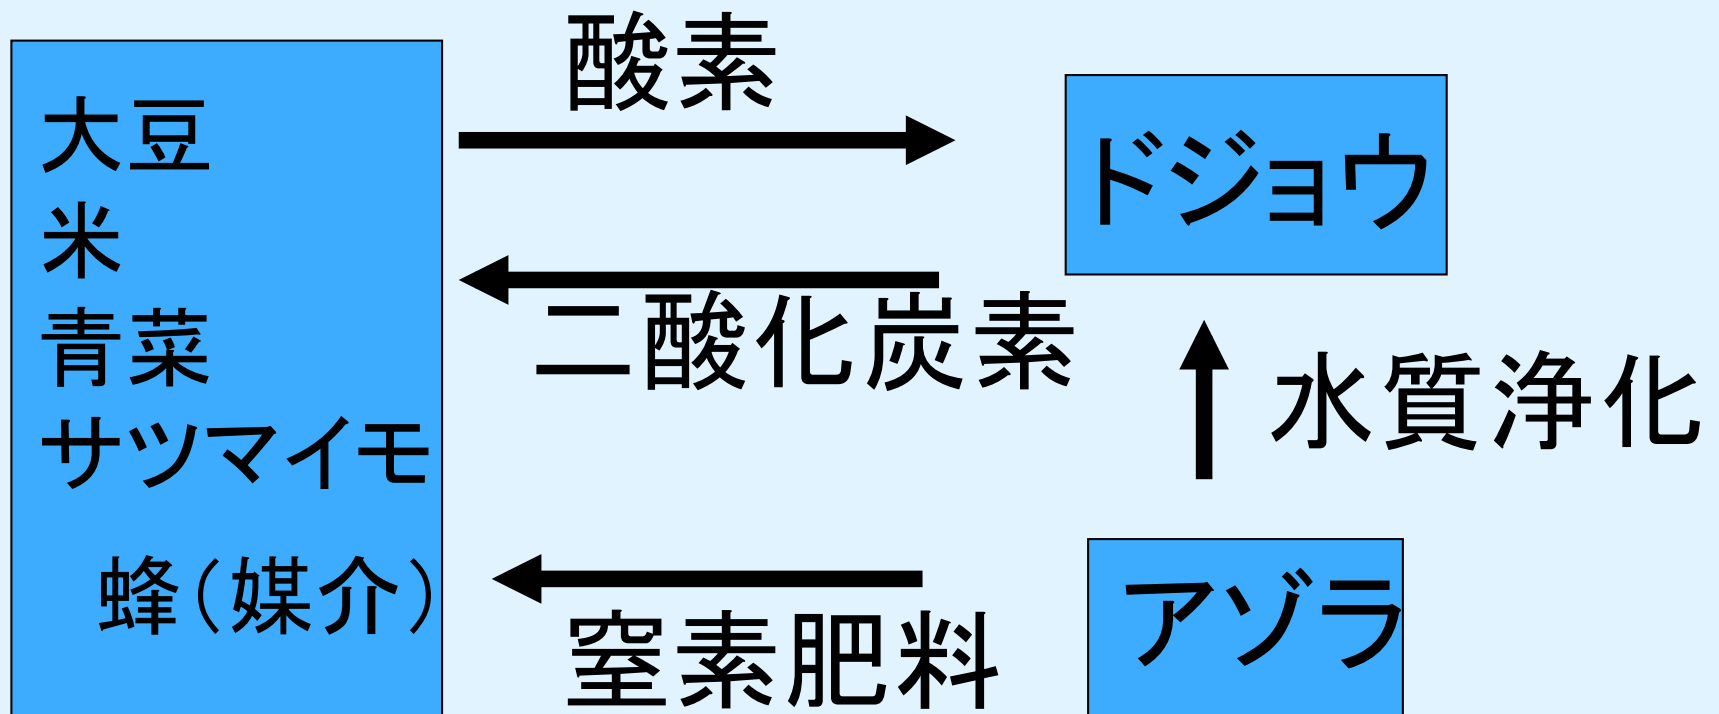 酸素
大豆
米
青菜
サツマイモ
蜂(媒介)
ドジョウ
二酸化炭素
水質浄化
アゾラ
窒素肥料